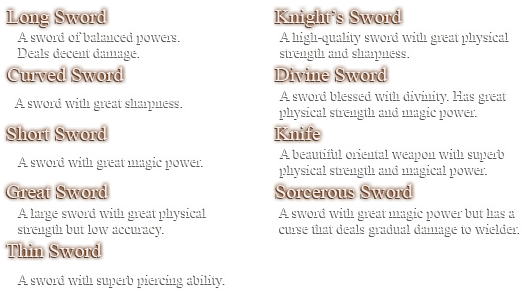 Long Sword
A sword of balanced powers.
Deals decent damage.
Curved Sword
A sword with great sharpness.
Short Sword
A sword with great magic power.
Great Sword
A large sword with great physical
strength but low accuracy.
Thin Sword
A sword with superb piercing ability.
Knight's Sword
A high-quality sword with great physical
strength and sharpness.
Divine Sword
A sword blessed with divinity. Has great
physical strength and magic power.
Knife
A beautiful oriental weapon with superb
physical strength and magical power.
Sorcerous Sword
A sword with great magic power but has a
curse that deals gradual damage to wielder.